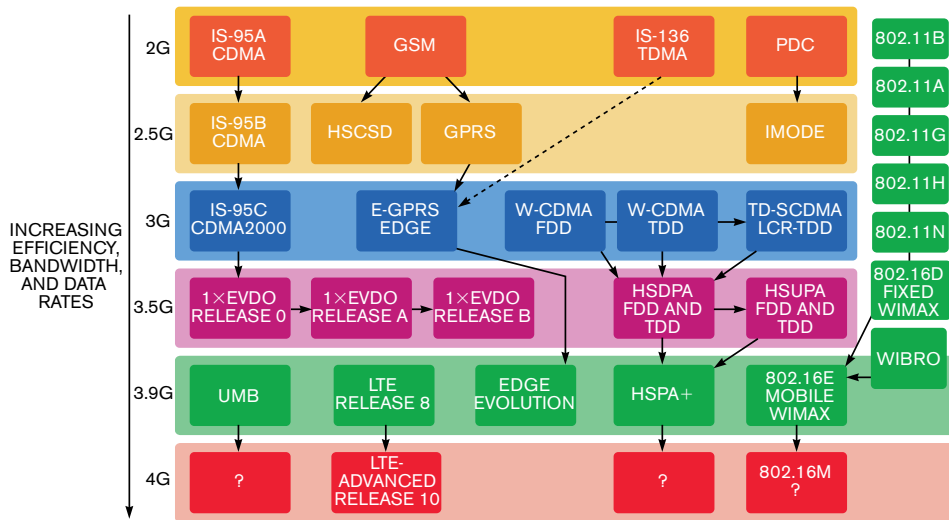 2G
IS-95A
CDMA
GSM
IS-136
TDMA
PDC
802.11B
802.11A
2.5G
IS-95B
CDMA
HSCSD
GPRS
IMODE
802.11G
802.11H
INCREASING
EFFICIENCY,
BANDWIDTH,
AND DATA
RATES
3G
IS-95C
CDMA2000
E-GPRS
EDGE
W-CDMA
FDD
W-CDMA
TDD
TD-SCDMA
LCR-TDD
802.11N
802.16D
FIXED
WIMAX
3.5G
1×EVDO
RELEASE 0
1×EVDO
RELEASE A
1×EVDO
RELEASE B
HSDPA
FDD AND
TDD
HSUPA
FDD AND
TDD
WIBRO
3.9G
UMB
LTE
RELEASE 8
EDGE
EVOLUTION
HSPA+
802.16E
MOBILE
WIMAX
4G
?
LTE-
ADVANCED
RELEASE 10
?
802.16M
?